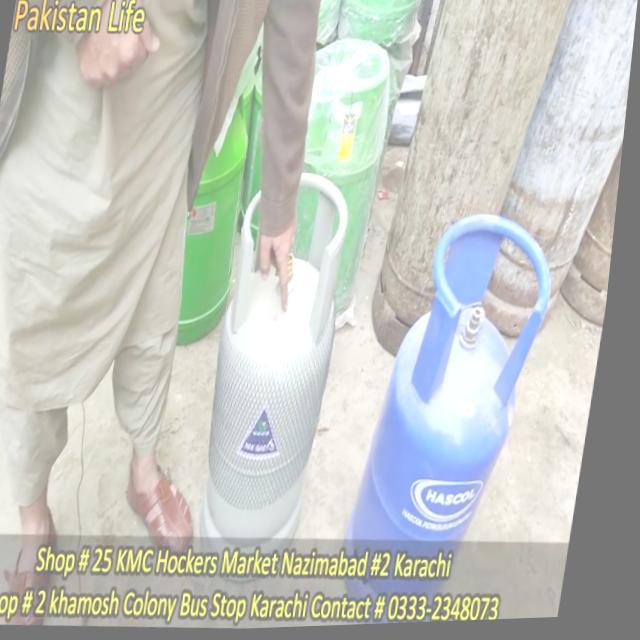 Pakistan Life
HASCOL
Shop # 25 KMC Hockers Market Nazimabad #2 Karachi
op # 2 khamosh Colony Bus Stop Karachi Contact # 0333-2348073